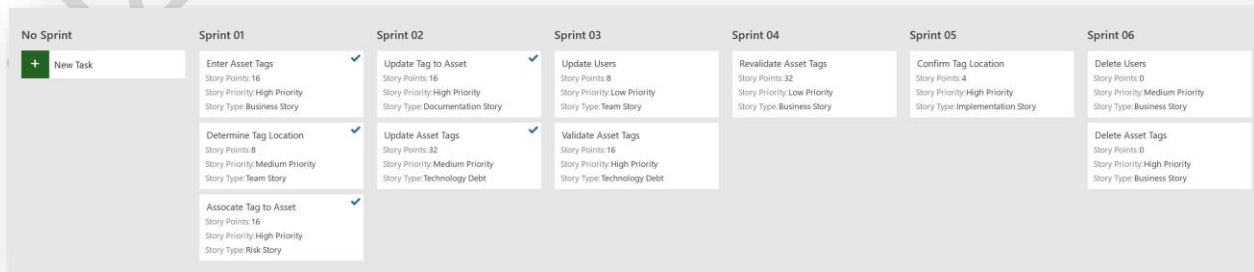 No Sprint
+ New Task
Sprint 01
Enter Asset Tags
Story Points: 16
Story Priority: High Priority
Story Type: Business Story
Determine Tag Location
Story Points: 8
Story Priority: Medium Priority
Story Type: Team Story
Assocate Tag to Asset
Story Points: 16
Story Priority: High Priority
Story Type: Risk Story
Sprint 02
Update Tag to Asset
Story Points: 16
Story Priority: High Priority
Story Type: Documentation Story
Update Asset Tags
Story Points: 32
Story Priority: Medium Priority
Story Type: Technology Debt
Sprint 03
Update Users
Story Points: 8
Story Priority: Low Priority
Story Type: Team Story
Validate Asset Tags
Story Points: 16
Story Priority: High Priority
Story Type: Technology Debt
Sprint 04
Revalidate Asset Tags
Story Points: 32
Story Priority: Low Priority
Story Type: Business Story
Sprint 05
Confirm Tag Location
Story Points: 4
Story Priority: High Priority
Story Type: Implementation Story
Sprint 06
Delete Users
Story Points: 0
Story Priority: Medium Priority
Story Type: Business Story
Delete Asset Tags
Story Points: 0
Story Priority: High Priority
Story Type: Business Story